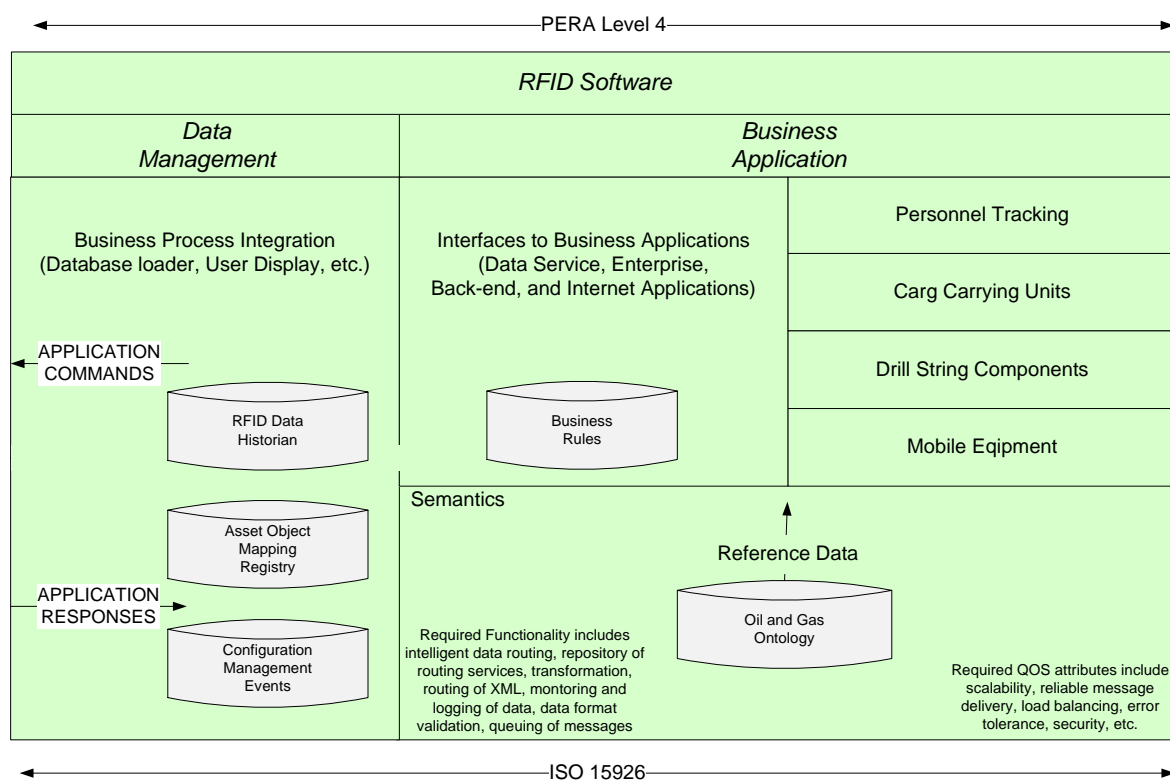 PERA Level 4
RFID Software
Data
Management
Business
Application
Business Process Integration
(Database loader, User Display, etc.)
APPLICATION
COMMANDS
RFID Data
Historian
Asset Object
Mapping
Registry
APPLICATION
RESPONSES
Configuration
Management
Events
Interfaces to Business Applications
(Data Service, Enterprise,
Back-end, and Internet Applications)
Business
Rules
Personnel Tracking
Carg Carrying Units
Drill String Components
Mobile Eqipment
Semantics
Reference Data
Oil and Gas
Ontology
Required Functionality includes
intelligent data routing, repository of
routing services, transformation,
routing of XML, montoring and
logging of data, data format
validation, queuing of messages
Required QOS attributes include
scalability, reliable message
delivery, load balancing, error
tolerance, security, etc.
ISO 15926